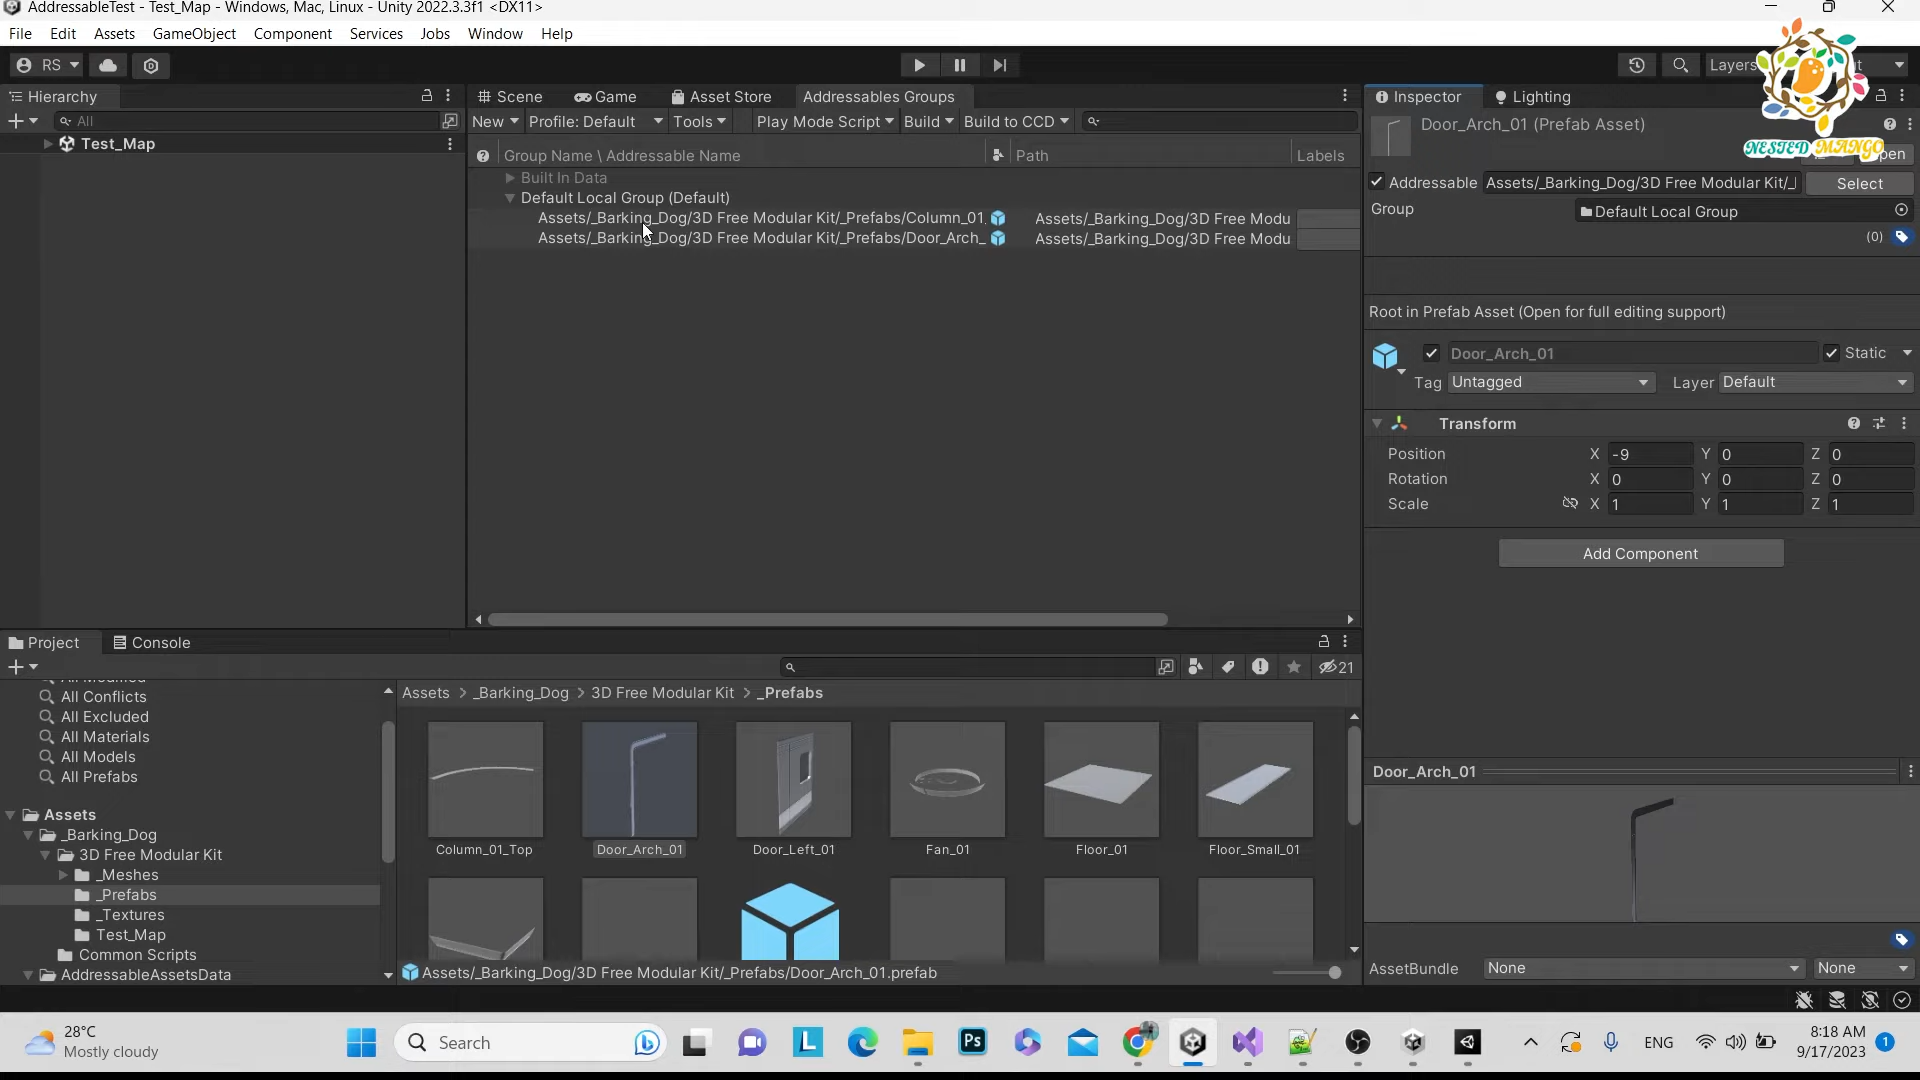 AddressableTest - Test_Map - Windows, Mac, Linux - Unity 2022.3.3f1 <DX11>
File Edit Assets GameObject Component Services Jobs Window Help
RS
Layers
NESTED MANGO
Hierarchy
All
Test_Map
Scene Game Asset Store Addressables Groups
New Profile: Default Tools Play Mode Script Build Build to CCD
Group Name \ Addressable Name Path Labels
Built In Data
Default Local Group (Default)
Assets/_Barking_Dog/3D Free Modular Kit/_Prefabs/Column_01. Assets/_Barking_Dog/3D Free Modu
Assets/_Barking_Dog/3D Free Modular Kit/_Prefabs/Door_Arch_ Assets/_Barking_Dog/3D Free Modu
Inspector Lighting
Door_Arch_01 (Prefab Asset)
Addressable Assets/_Barking_Dog/3D Free Modular Kit/_ Select
Group Default Local Group
(0)
Root in Prefab Asset (Open for full editing support)
Door_Arch_01 Static
Tag Untagged Layer Default
Transform
Position X -9 Y 0 Z 0
Rotation X 0 Y 0 Z 0
Scale X 1 Y 1 Z 1
Add Component
Door_Arch_01
AssetBundle None None
Project Console
21
All Conflicts
All Excluded
All Materials
All Models
All Prefabs
Assets
_Barking_Dog
3D Free Modular Kit
_Meshes
_Prefabs
_Textures
Test_Map
Common Scripts
AddressableAssetsData
Assets > _Barking_Dog > 3D Free Modular Kit > _Prefabs
Column_01_Top Door_Arch_01 Door_Left_01 Fan_01 Floor_01 Floor_Small_01
Assets/_Barking_Dog/3D Free Modular Kit/_Prefabs/Door_Arch_01.prefab
28°C
Mostly cloudy
Search
L
Ps
ENG
8:18 AM
9/17/2023
1